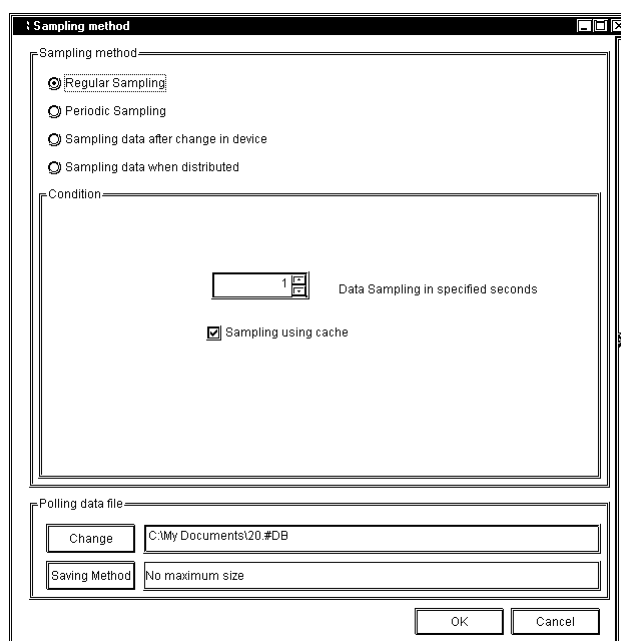 Sampling method
Sampling method
Regular Sampling
Periodic Sampling
Sampling data after change in device
Sampling data when distributed
Condition
1 Data Sampling in specified seconds
Sampling using cache
Polling data file
Change C:\My Documents\20.#DB
Saving Method No maximum size
OK Cancel